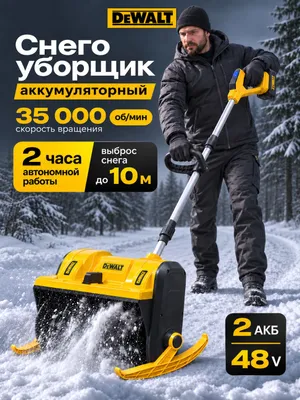 DEWALT
Снего
уборщик
аккумуляторный
35 000 об/мин
скорость вращения
2 часа
автономной
работы
выброс
снега
до 10 м
DEWALT
2 АКБ
48 V